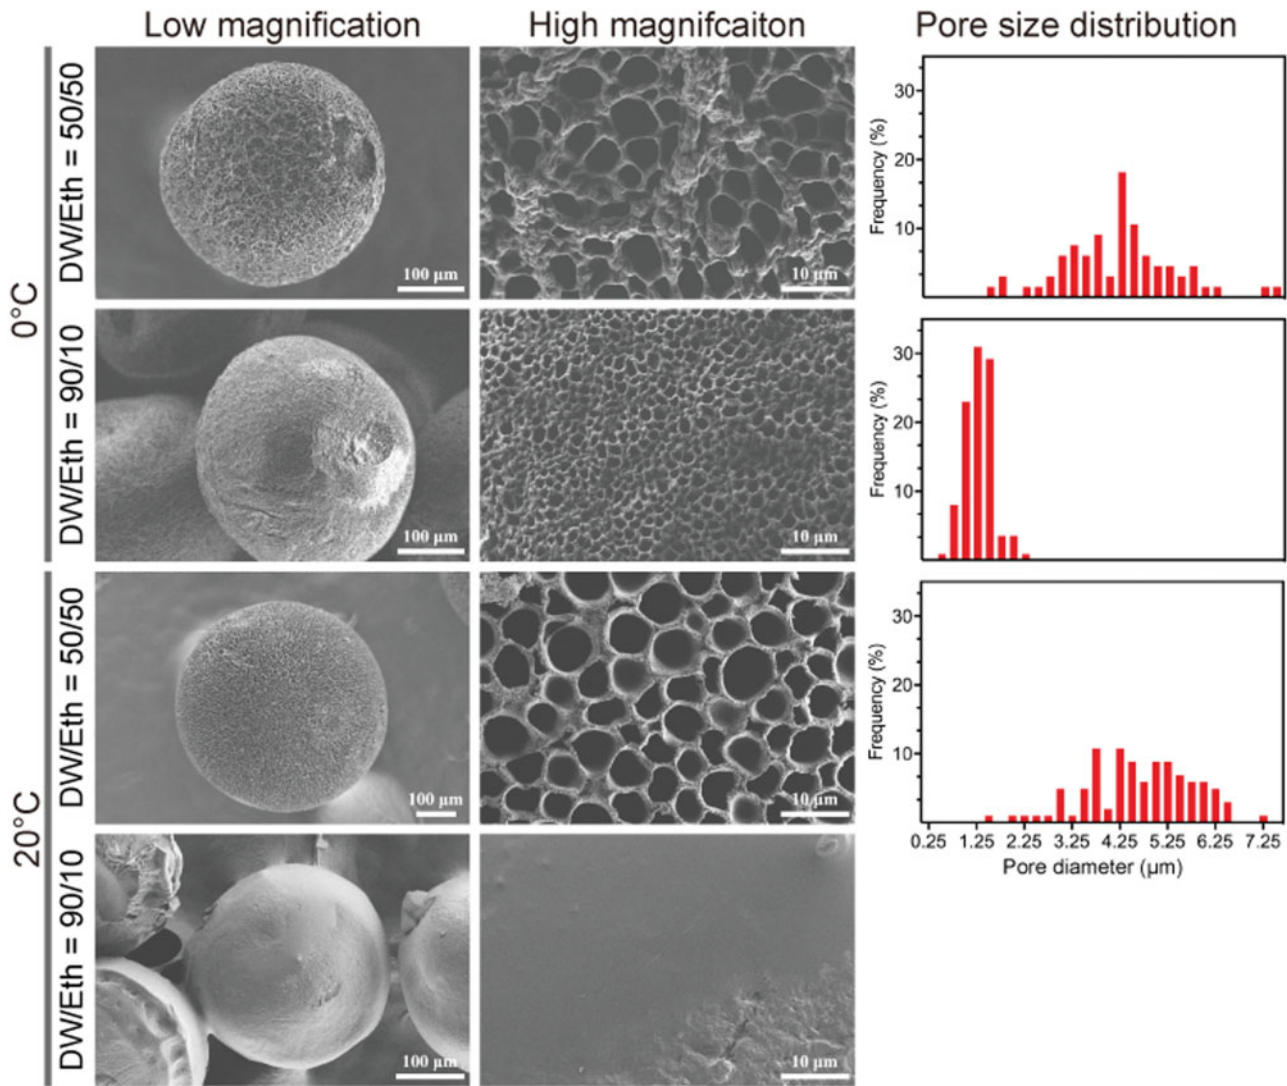 Low magnification
High magnifcaiton
Pore size distribution
0°C
DW/Eth = 50/50
100 µm
10 µm
Frequency (%)
30
20
10
DW/Eth = 90/10
100 µm
10 µm
Frequency (%)
30
20
10
20°C
DW/Eth = 50/50
100 µm
10 µm
Frequency (%)
30
20
10
0.25 1.25 2.25 3.25 4.25 5.25 6.25 7.25
Pore diameter (µm)
DW/Eth = 90/10
100 µm
10 µm